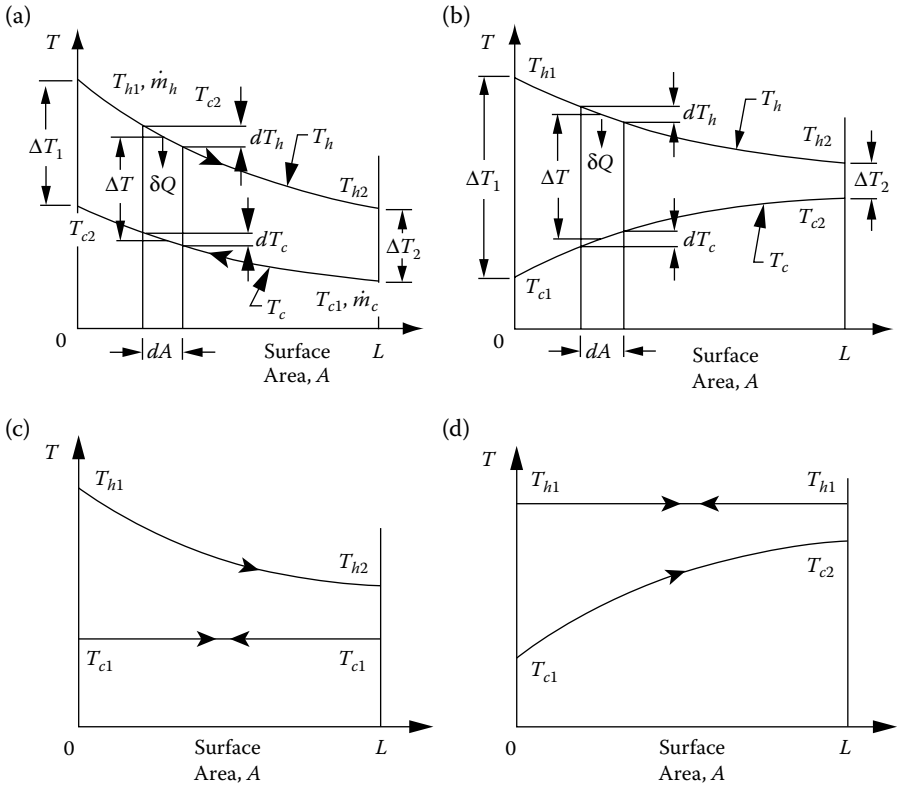 (a)
T
T_{h1}, ṁ_h
T_{c2}
dT_h
T_h
ΔT_1
ΔT
δQ
T_{h2}
T_{c2}
dT_c
ΔT_2
T_c
T_{c1}, ṁ_c
0
dA
Surface
Area, A
L
(b)
T
T_{h1}
dT_h
T_h
T_{h2}
ΔT_1
ΔT
δQ
ΔT_2
T_{c2}
dT_c
T_c
T_{c1}
0
dA
Surface
Area, A
L
(c)
T
T_{h1}
T_{h2}
T_{c1}
T_{c1}
0
Surface
Area, A
L
(d)
T
T_{h1}
T_{h1}
T_{c2}
T_{c1}
0
Surface
Area, A
L